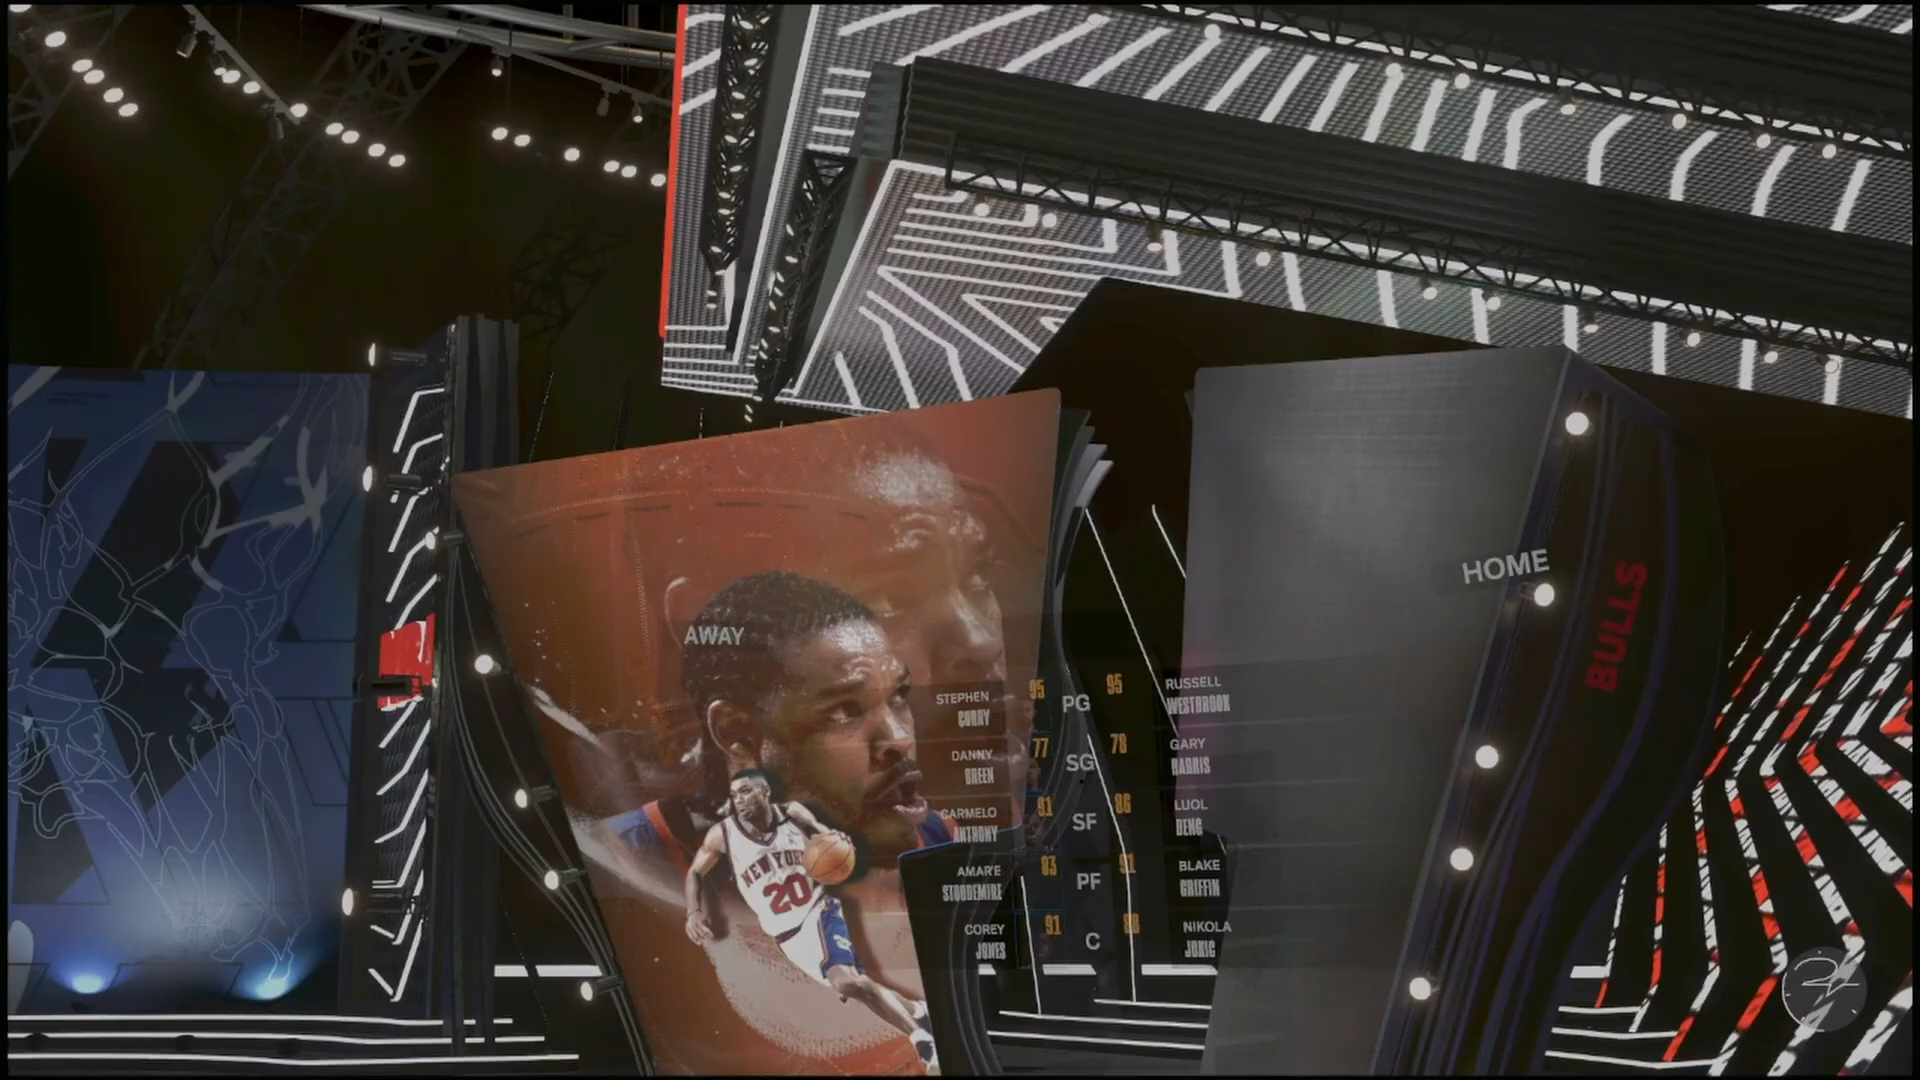 HOME
BULLS
AWAY
NEW YORK
20
STEPHEN
CURRY
95
PG
95
RUSSELL
WESTBROOK
DANNY
GREEN
77
SG
78
GARY
HARRIS
CARMELO
ANTHONY
91
SF
86
LUOL
DENG
AMAR'E
STOUDEMIRE
83
PF
91
BLAKE
GRIFFIN
COREY
JONES
91
C
88
NIKOLA
JOKIC